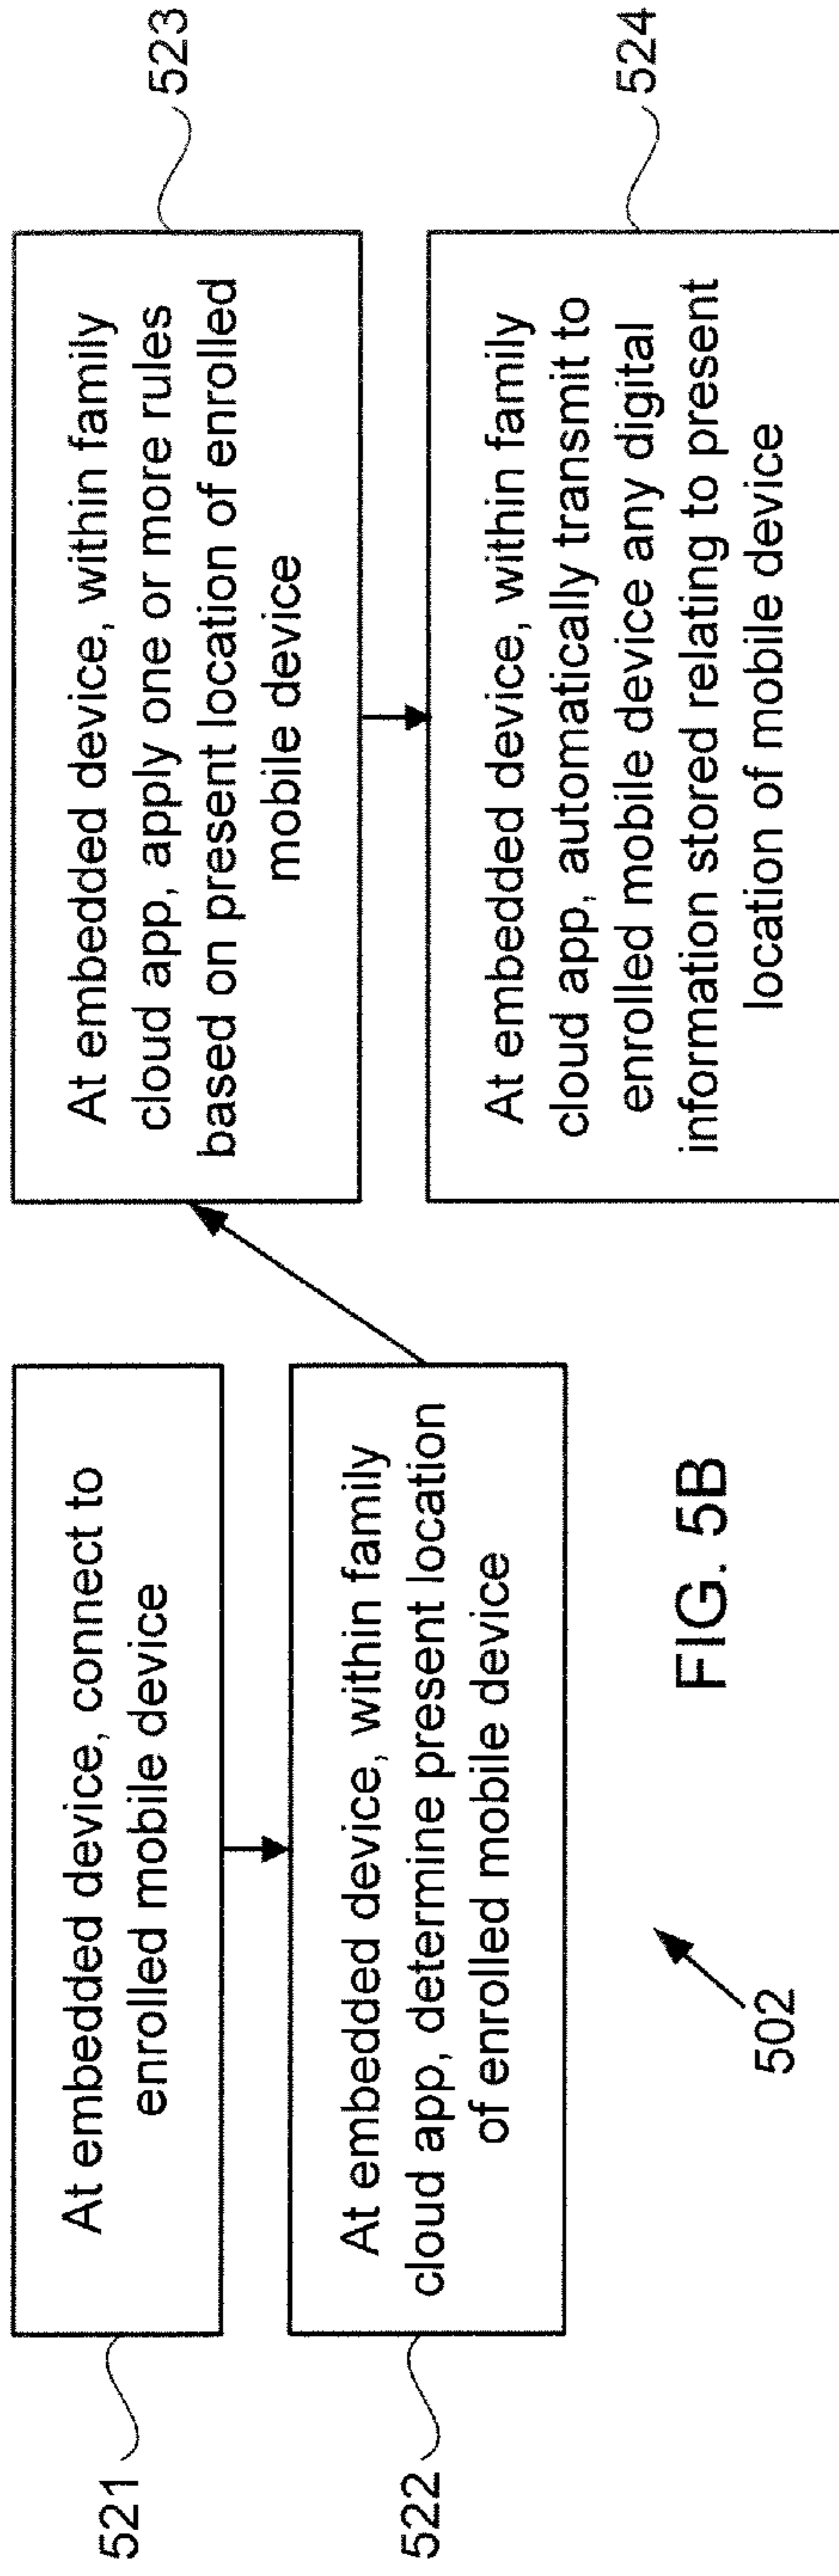 521
At embedded device, connect to
enrolled mobile device
522
At embedded device, within family
cloud app, determine present location
of enrolled mobile device
523
At embedded device, within family
cloud app, apply one or more rules
based on present location of enrolled
mobile device
524
At embedded device, within family
cloud app, automatically transmit to
enrolled mobile device any digital
information stored relating to present
location of mobile device
502
FIG. 5B